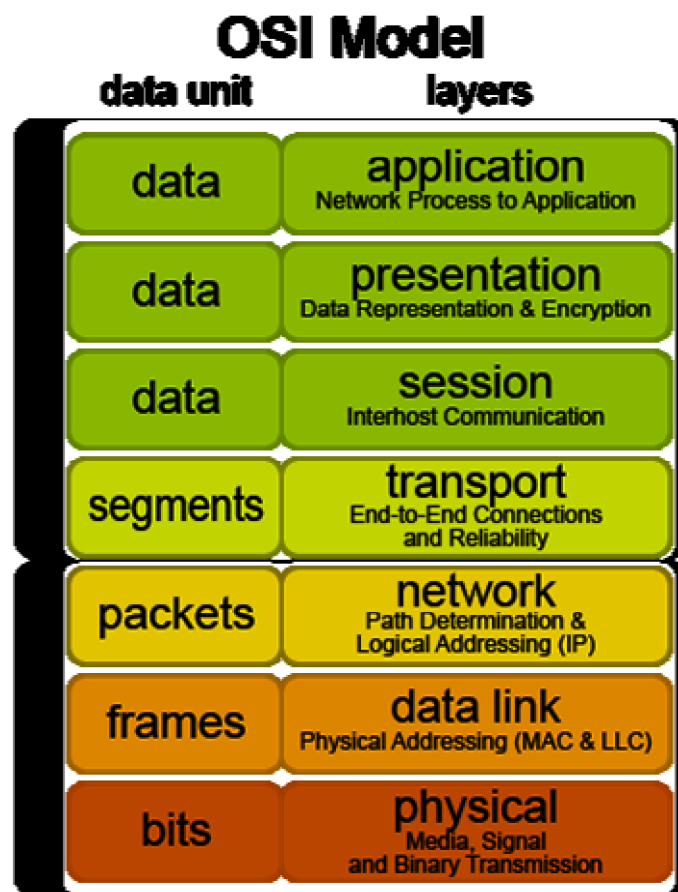 OSI Model
data unit layers
data application
Network Process to Application
data presentation
Data Representation & Encryption
data session
Interhost Communication
segments transport
End-to-End Connections
and Reliability
packets network
Path Determination &
Logical Addressing (IP)
frames data link
Physical Addressing (MAC & LLC)
bits physical
Media, Signal
and Binary Transmission